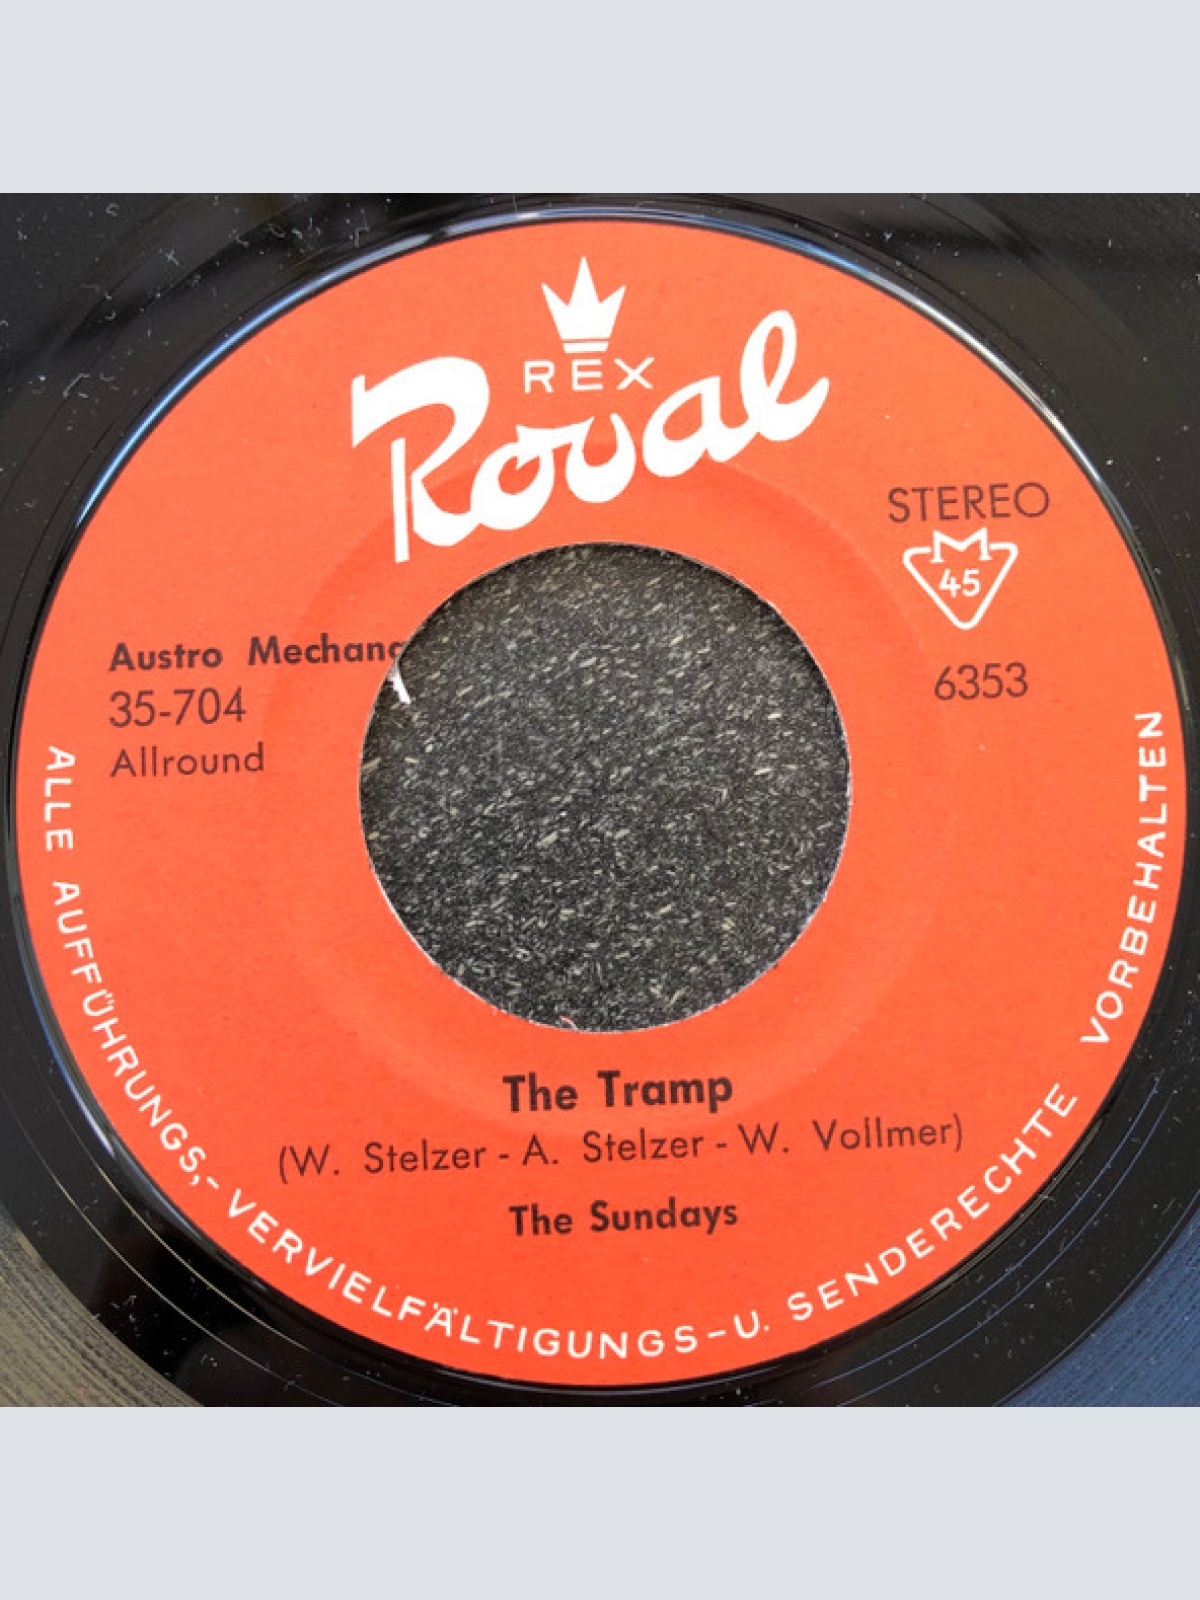 REX
Royal
STEREO
M
45
Austro Mechana
35-704
6353
Allround
The Tramp
(W. Stelzer - A. Stelzer - W. Vollmer)
The Sundays
ALLE AUFFÜHRUNGS,- VERVIELFÄLTIGUNGS-U. SENDERECHTE VORBEHALTEN